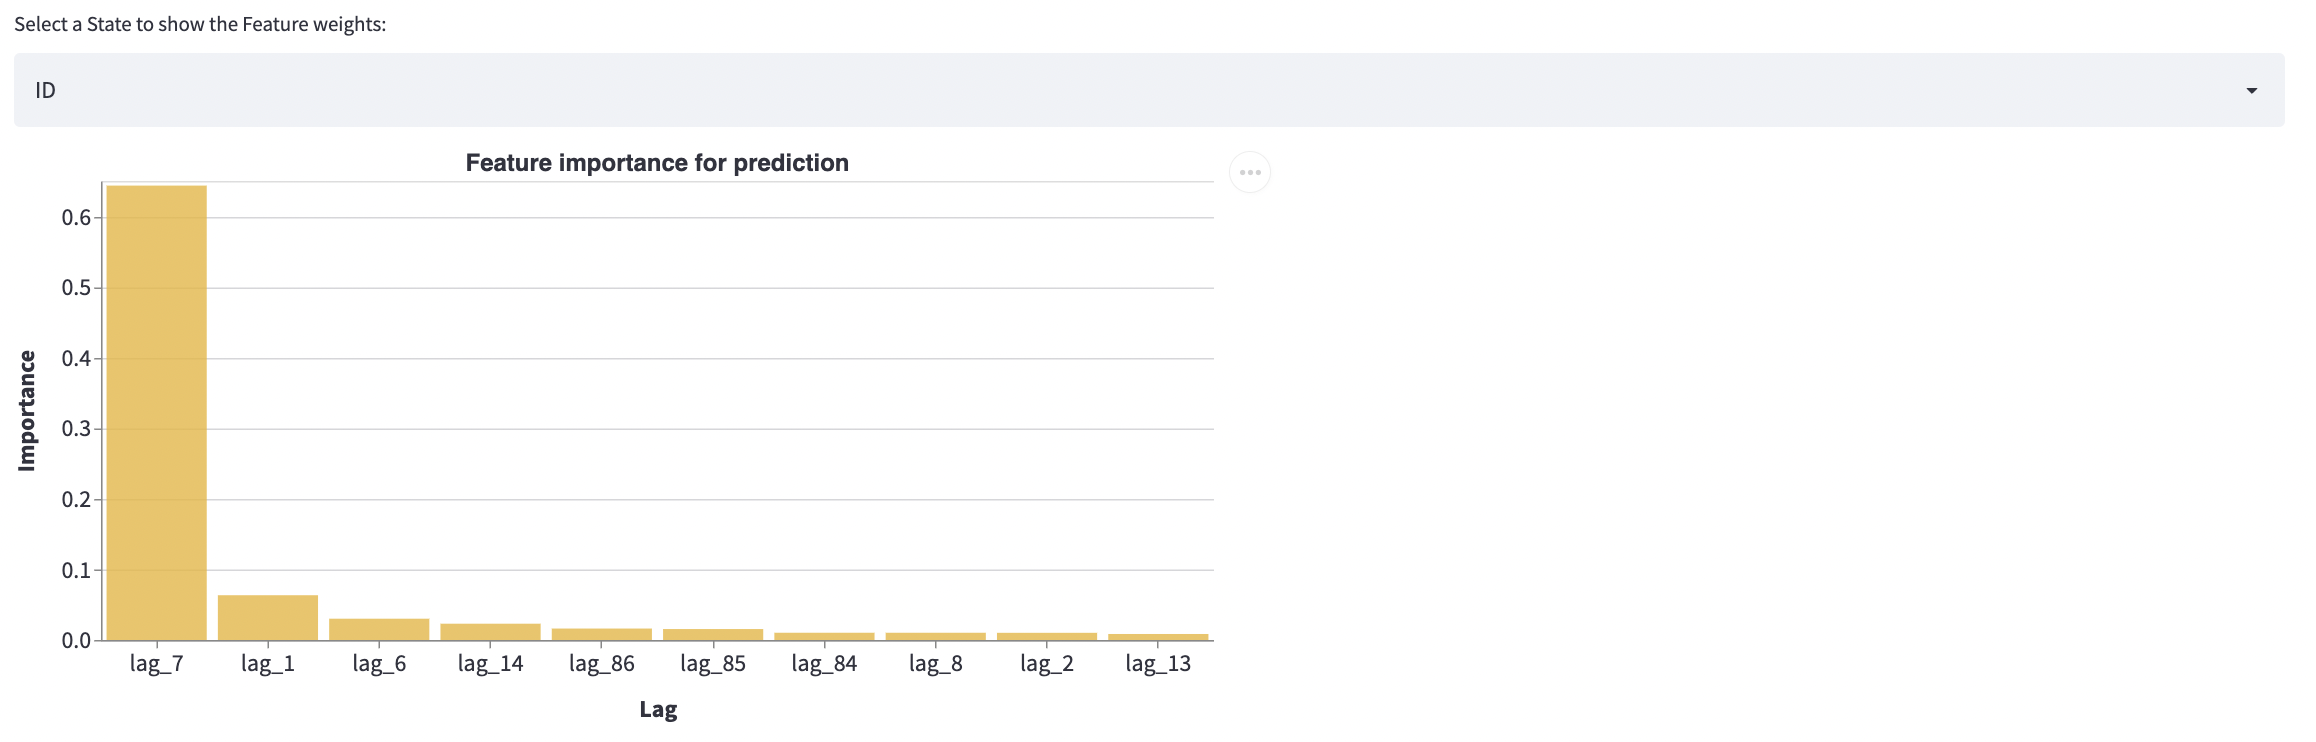 Select a State to show the Feature weights:
ID
Feature importance for prediction
0.6
0.5
0.4
0.3
0.2
0.1
0.0
Importance
lag_7 lag_1 lag_6 lag_14 lag_86 lag_85 lag_84 lag_8 lag_2 lag_13
Lag